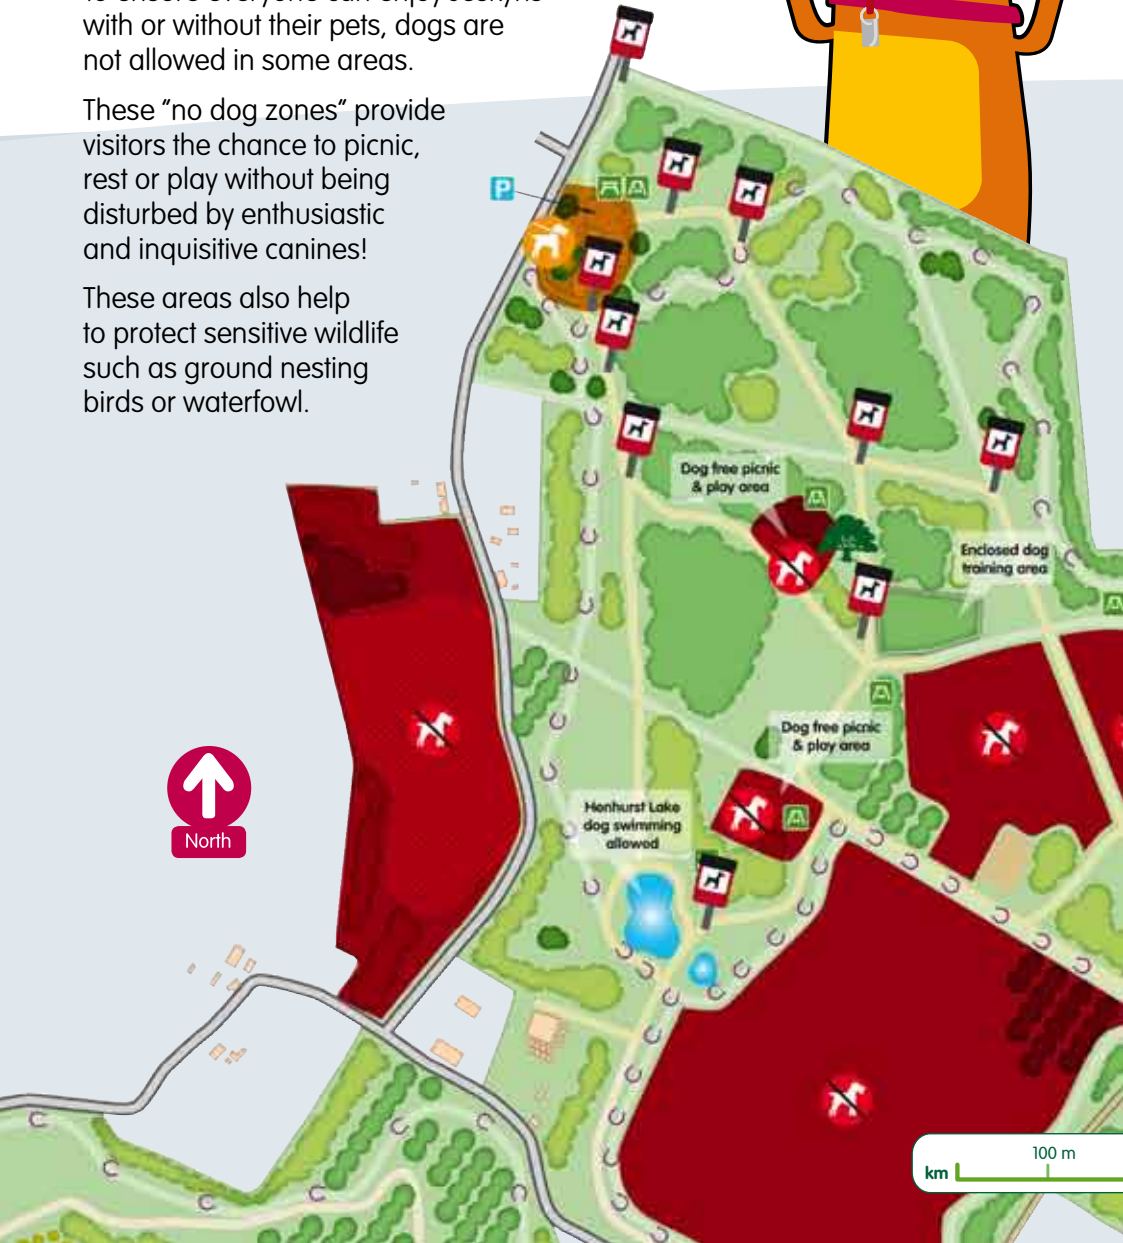 with or without their pets, dogs are
not allowed in some areas.
These "no dog zones" provide
visitors the chance to picnic,
rest or play without being
disturbed by enthusiastic
and inquisitive canines!
These areas also help
to protect sensitive wildlife
such as ground nesting
birds or waterfowl.
P
Dog free picnic
& play area
Enclosed dog
training area
Dog free picnic
& play area
Henhurst Lake
dog swimming
allowed
North
100 m
km